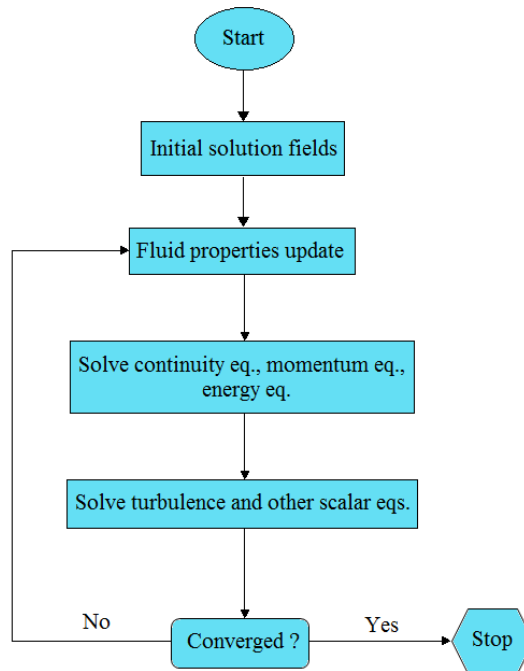 Start
Initial solution fields
Fluid properties update
Solve continuity eq., momentum eq.,
energy eq.
Solve turbulence and other scalar eqs.
No
Converged ?
Yes
Stop